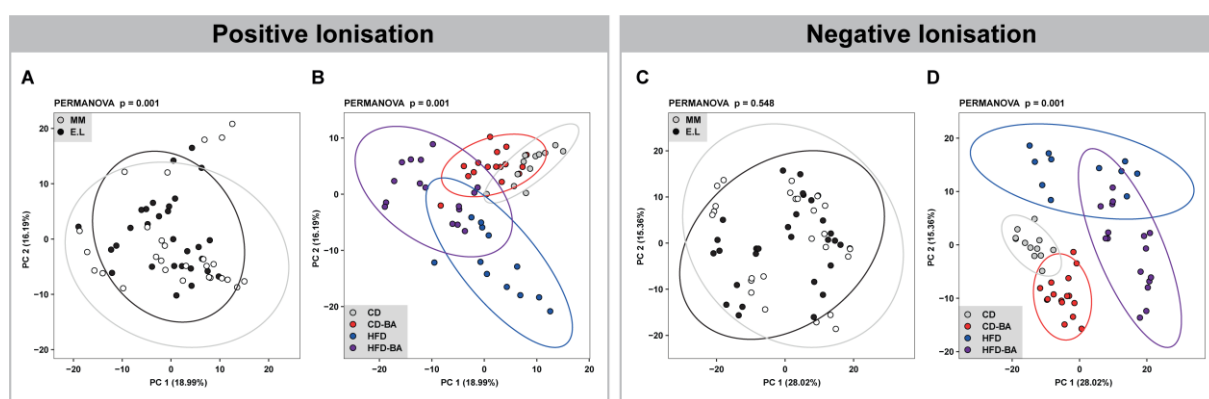 Positive Ionisation
Negative Ionisation
A
PERMANOVA p = 0.001
MM
E.L
20
10
0
−10
−20
PC 2 (16.19%)
−20
−10
0
10
20
PC 1 (18.99%)
B
PERMANOVA p = 0.001
10
0
−10
−20
PC 2 (16.19%)
CD
CD-BA
HFD
HFD-BA
−20
−10
0
10
20
PC 1 (18.99%)
C
PERMANOVA p = 0.548
MM
E.L
20
10
0
−10
−20
PC 2 (15.36%)
−20
0
20
PC 1 (28.02%)
D
PERMANOVA p = 0.001
20
10
0
−10
−20
PC 2 (15.36%)
CD
CD-BA
HFD
HFD-BA
−20
0
20
PC 1 (28.02%)